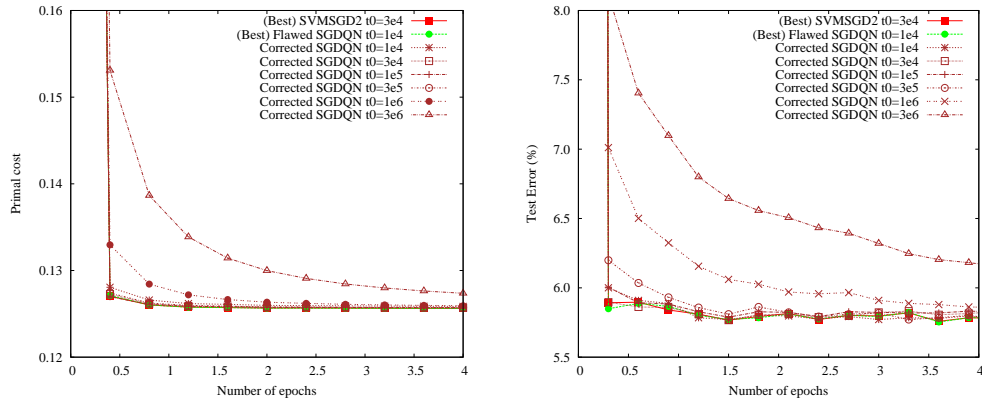 0.16
0.15
0.14
0.13
0.12
0
0.5
1
1.5
2
2.5
3
3.5
4
Primal cost
Number of epochs
(Best) SVMSGD2 t0=3e4
(Best) Flawed SGDQN t0=1e4
Corrected SGDQN t0=1e4
Corrected SGDQN t0=3e4
Corrected SGDQN t0=1e5
Corrected SGDQN t0=3e5
Corrected SGDQN t0=1e6
Corrected SGDQN t0=3e6
8.0
7.5
7.0
6.5
6.0
5.5
0
0.5
1
1.5
2
2.5
3
3.5
4
Test Error (%)
Number of epochs
(Best) SVMSGD2 t0=3e4
(Best) Flawed SGDQN t0=1e4
Corrected SGDQN t0=1e4
Corrected SGDQN t0=3e4
Corrected SGDQN t0=1e5
Corrected SGDQN t0=3e5
Corrected SGDQN t0=1e6
Corrected SGDQN t0=3e6